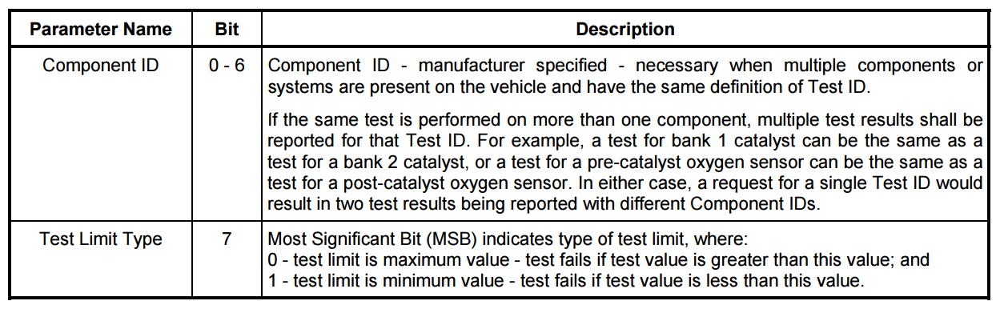 Parameter Name Bit Description
Component ID 0 - 6 Component ID - manufacturer specified - necessary when multiple components or
systems are present on the vehicle and have the same definition of Test ID.
If the same test is performed on more than one component, multiple test results shall be
reported for that Test ID. For example, a test for bank 1 catalyst can be the same as a
test for a bank 2 catalyst, or a test for a pre-catalyst oxygen sensor can be the same as a
test for a post-catalyst oxygen sensor. In either case, a request for a single Test ID would
result in two test results being reported with different Component IDs.
Test Limit Type 7 Most Significant Bit (MSB) indicates type of test limit, where:
0 - test limit is maximum value - test fails if test value is greater than this value; and
1 - test limit is minimum value - test fails if test value is less than this value.